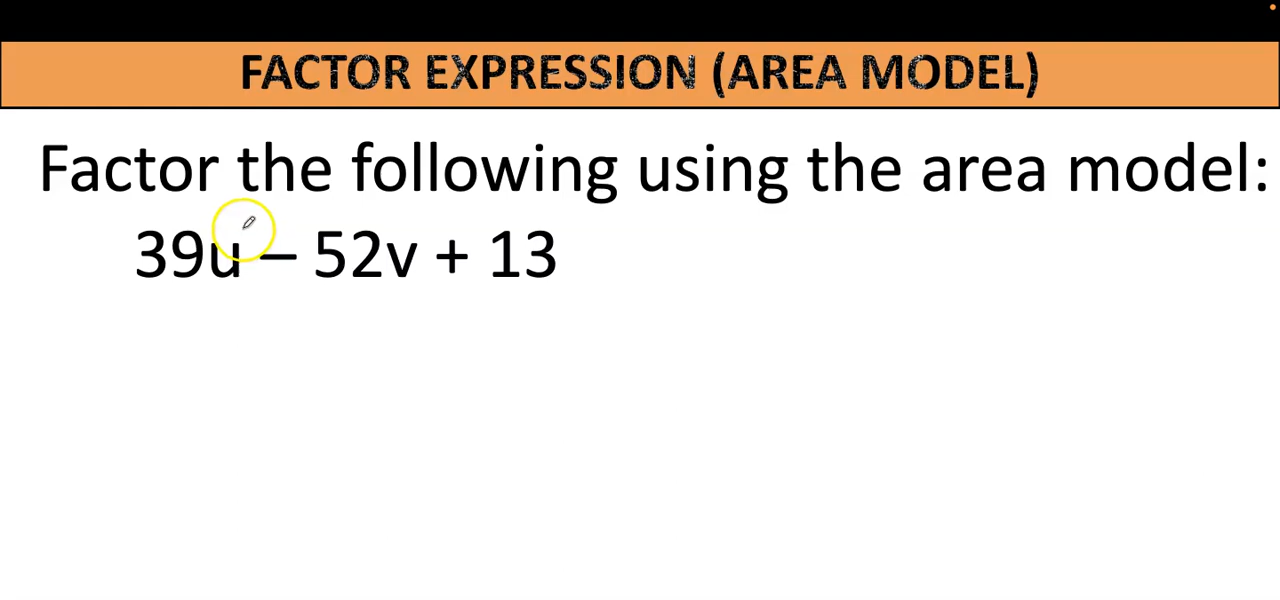 FACTOR EXPRESSION (AREA MODEL)
Factor the following using the area model:
39u – 52v + 13